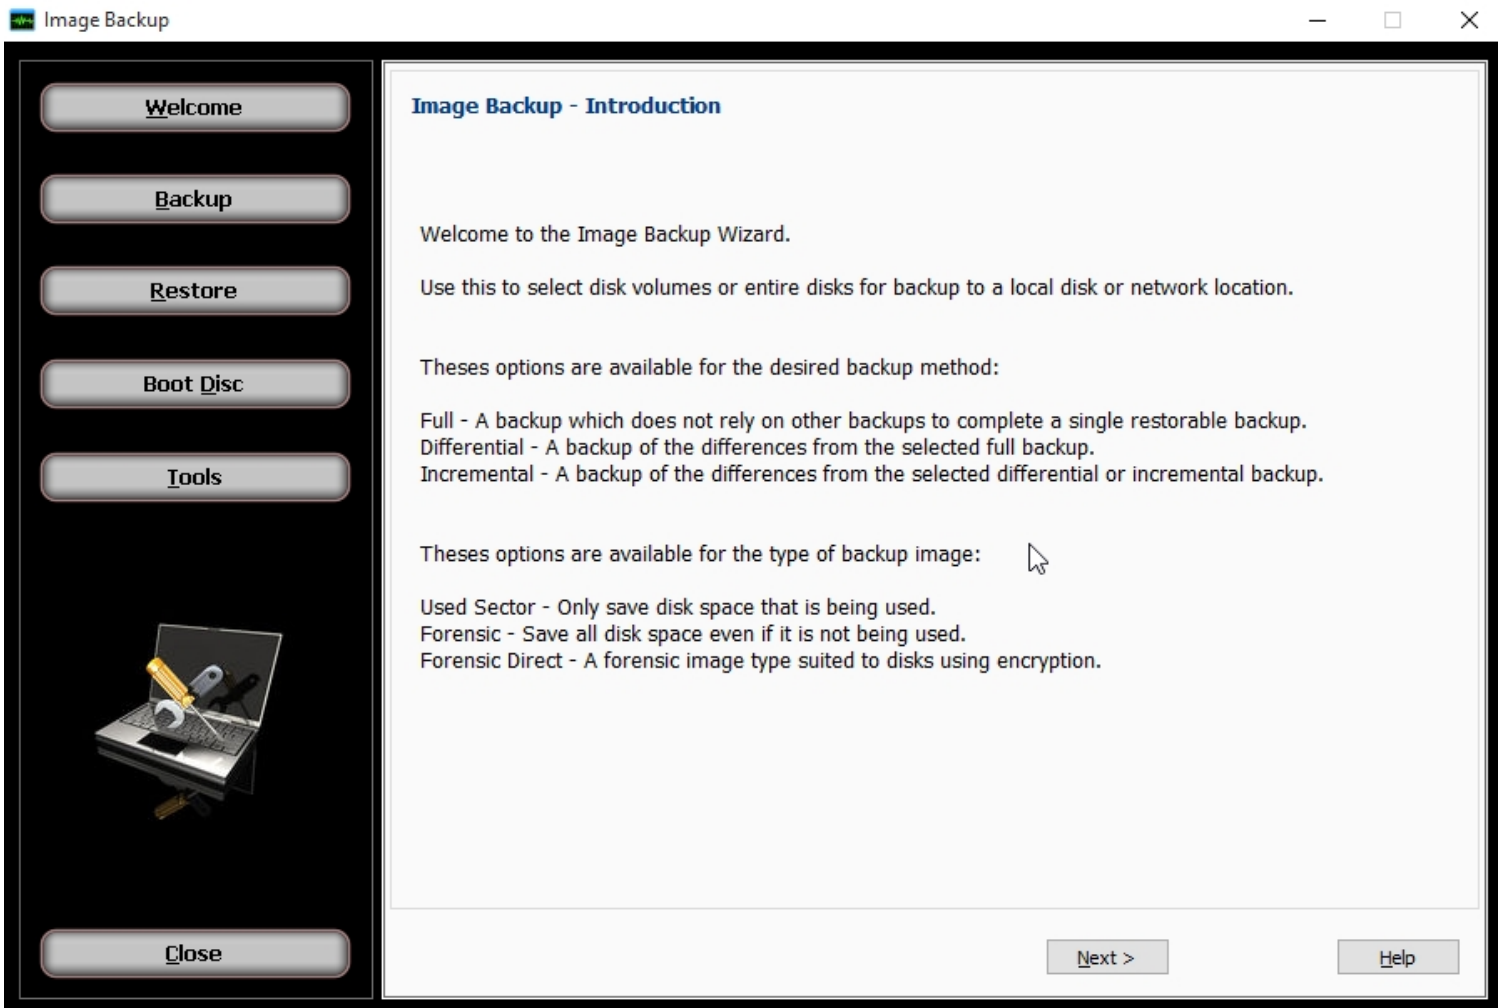 Image Backup
Welcome
Backup
Restore
Boot Disc
Tools
Close
Image Backup - Introduction
Welcome to the Image Backup Wizard.
Use this to select disk volumes or entire disks for backup to a local disk or network location.
Theses options are available for the desired backup method:
Full - A backup which does not rely on other backups to complete a single restorable backup.
Differential - A backup of the differences from the selected full backup.
Incremental - A backup of the differences from the selected differential or incremental backup.
Theses options are available for the type of backup image:
Used Sector - Only save disk space that is being used.
Forensic - Save all disk space even if it is not being used.
Forensic Direct - A forensic image type suited to disks using encryption.
Next >
Help